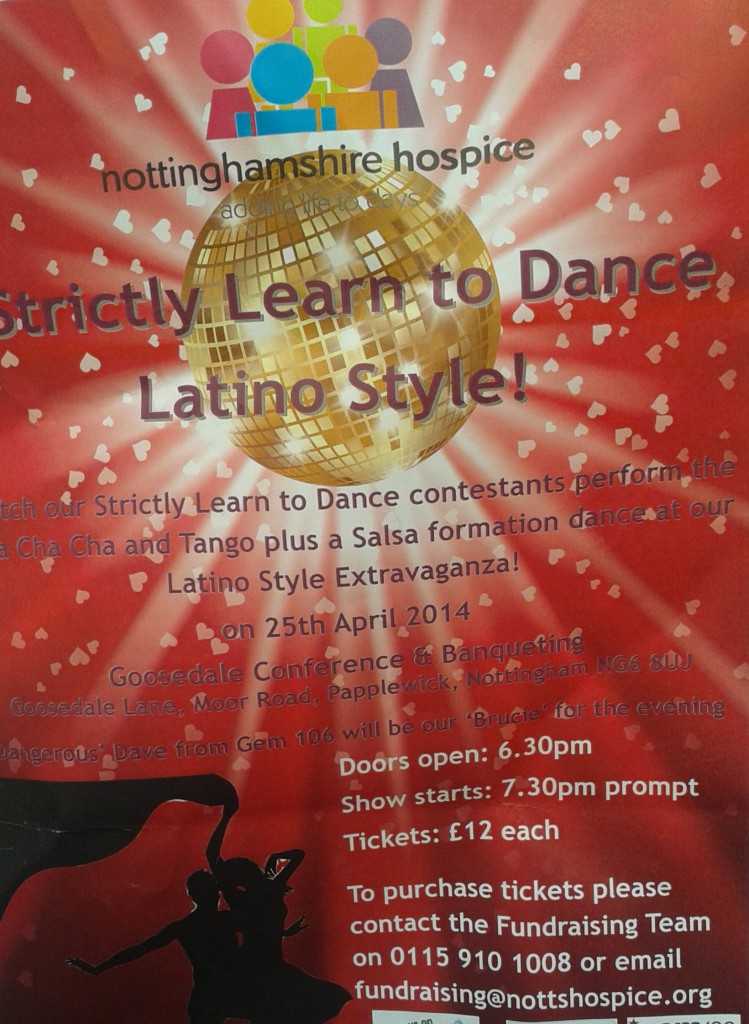 nottinghamshire hospice
adding life to days
Strictly Learn to Dance
Latino Style!
our Strictly Learn to Dance contestants perform the
Cha Cha and Tango plus a Salsa formation dance at our
Latino Style Extravaganza!
on 25th April 2014
Goosedale Conference & Banqueting
Goosedale Lane, Moor Road, Papplewick, Nottingham NG6 8UJ
Dangerous' Dave from Gem 106 will be our 'Brucie' for the evening
Doors open: 6.30pm
Show starts: 7.30pm prompt
Tickets: £12 each
To purchase tickets please
contact the Fundraising Team
on 0115 910 1008 or email
fundraising@nottshospice.org